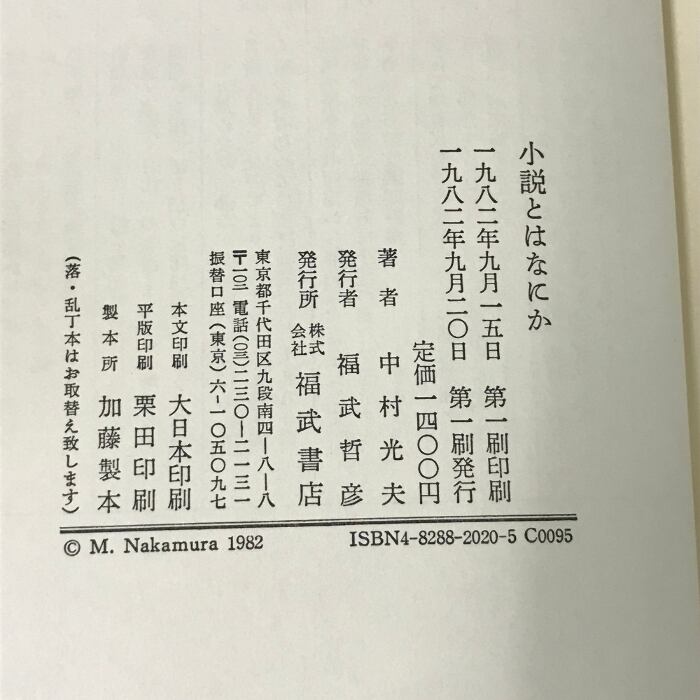 小説とはなにか
一九八二年九月一五日　第一刷印刷
一九八二年九月二〇日　第一刷発行
定価一四〇〇円
著者　中村光夫
発行者　福武哲彦
発行所　株式会社　福武書店
東京都千代田区九段南四―八―八
〒一〇二　電話(〇三)二三〇―二一三一
振替口座(東京)六―一〇五〇九七
本文印刷　大日本印刷
平版印刷　栗田印刷
製本所　加藤製本
(落・乱丁本はお取替え致します)
© M. Nakamura 1982
ISBN4-8288-2020-5 C0095